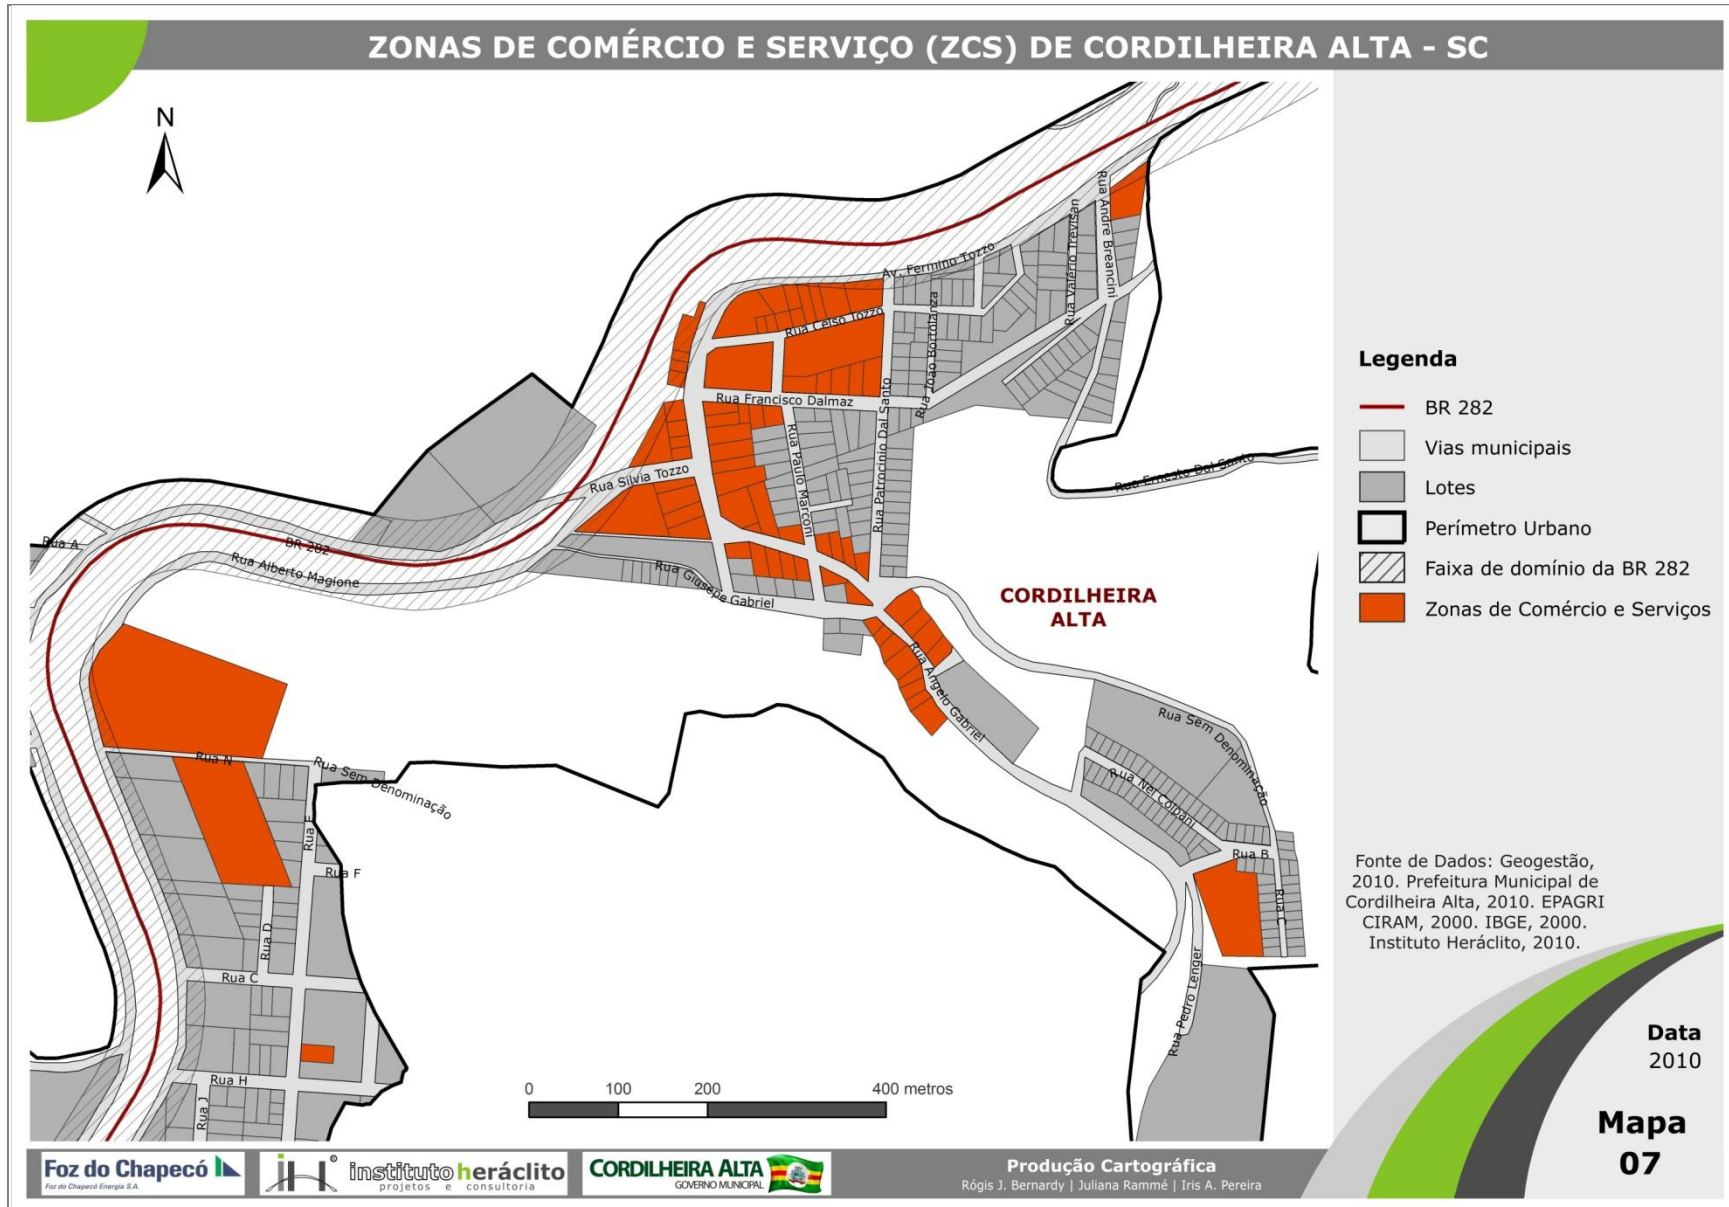 ZONAS DE COMÉRCIO E SERVIÇO (ZCS) DE CORDILHEIRA ALTA - SC
N
Rua Andre Breancini
Rua Valério Trevisan
Av. Fermino Tozzo
Rua Celso Tozzo
Rua João Bortolanza
Rua Francisco Dalmaz
Rua Patrocinio Dal Santo
Rua Paulo Marconi
Rua Silvia Tozzo
Rua Ernesto Dal Santo
Rua A
BR 282
Rua Alberto Magione
Rua Giusepe Gabriel
CORDILHEIRA
ALTA
Rua Angelo Gabriel
Rua Sem Denominação
Rua Nei Colpani
Rua B
Rua C
Rua Pedro Lenger
Rua N
Rua Sem Denominação
Rua E
Rua F
Rua D
Rua C
Rua H
Rua J
0 100 200 400 metros
Legenda
BR 282
Vias municipais
Lotes
Perímetro Urbano
Faixa de domínio da BR 282
Zonas de Comércio e Serviços
Fonte de Dados: Geogestão,
2010. Prefeitura Municipal de
Cordilheira Alta, 2010. EPAGRI
CIRAM, 2000. IBGE, 2000.
Instituto Heráclito, 2010.
Data
2010
Mapa
07
Foz do Chapecó
Foz do Chapecó Energia S.A.
iH instituto heráclito
projetos e consultoria
CORDILHEIRA ALTA
GOVERNO MUNICIPAL
Produção Cartográfica
Rógis J. Bernardy | Juliana Rammé | Iris A. Pereira